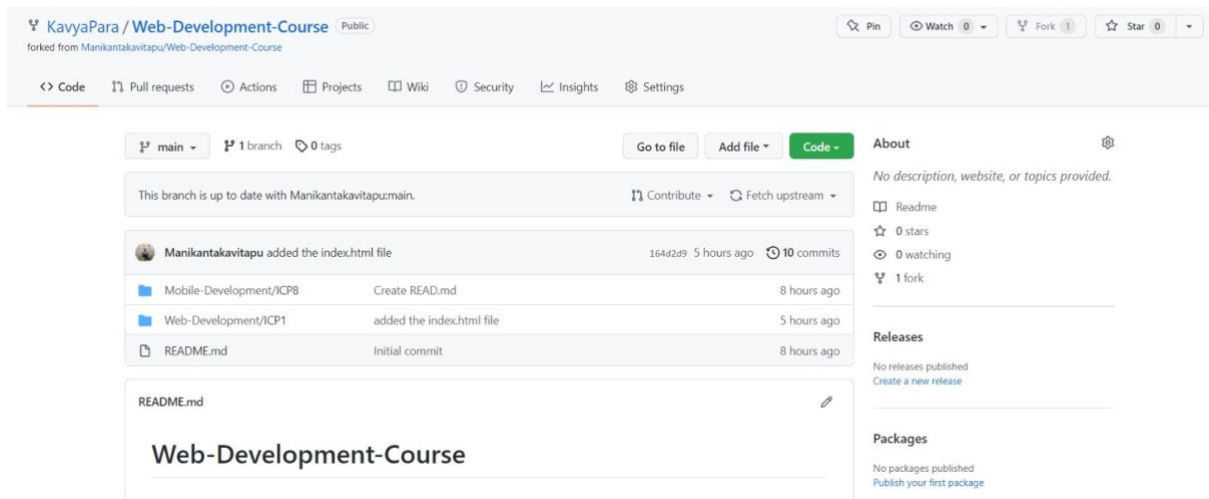 KavyaPara / Web-Development-Course Public
Pin Watch 0 Fork 1 Star 0
forked from Manikantakavitapu/Web-Development-Course
Code Pull requests Actions Projects Wiki Security Insights Settings
main 1 branch 0 tags Go to file Add file Code
This branch is up to date with Manikantakavitapu:main. Contribute Fetch upstream
Manikantakavitapu added the index.html file 164d2d9 5 hours ago 10 commits
Mobile-Development/ICP8 Create READ.md 8 hours ago
Web-Development/ICP1 added the index.html file 5 hours ago
README.md Initial commit 8 hours ago
README.md
Web-Development-Course
About
No description, website, or topics provided.
Readme
0 stars
0 watching
1 fork
Releases
No releases published
Create a new release
Packages
No packages published
Publish your first package